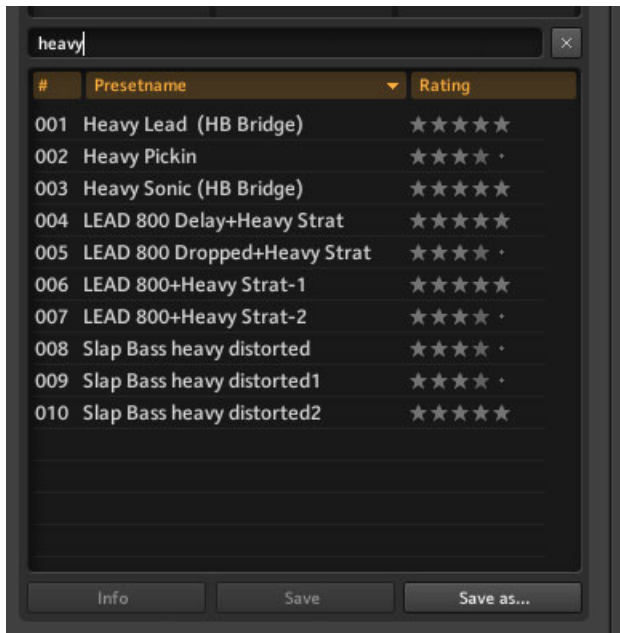 heavy
# Presetname Rating
001 Heavy Lead (HB Bridge)
002 Heavy Pickin
003 Heavy Sonic (HB Bridge)
004 LEAD 800 Delay+Heavy Strat
005 LEAD 800 Dropped+Heavy Strat
006 LEAD 800+Heavy Strat-1
007 LEAD 800+Heavy Strat-2
008 Slap Bass heavy distorted
009 Slap Bass heavy distorted1
010 Slap Bass heavy distorted2
Info Save Save as...